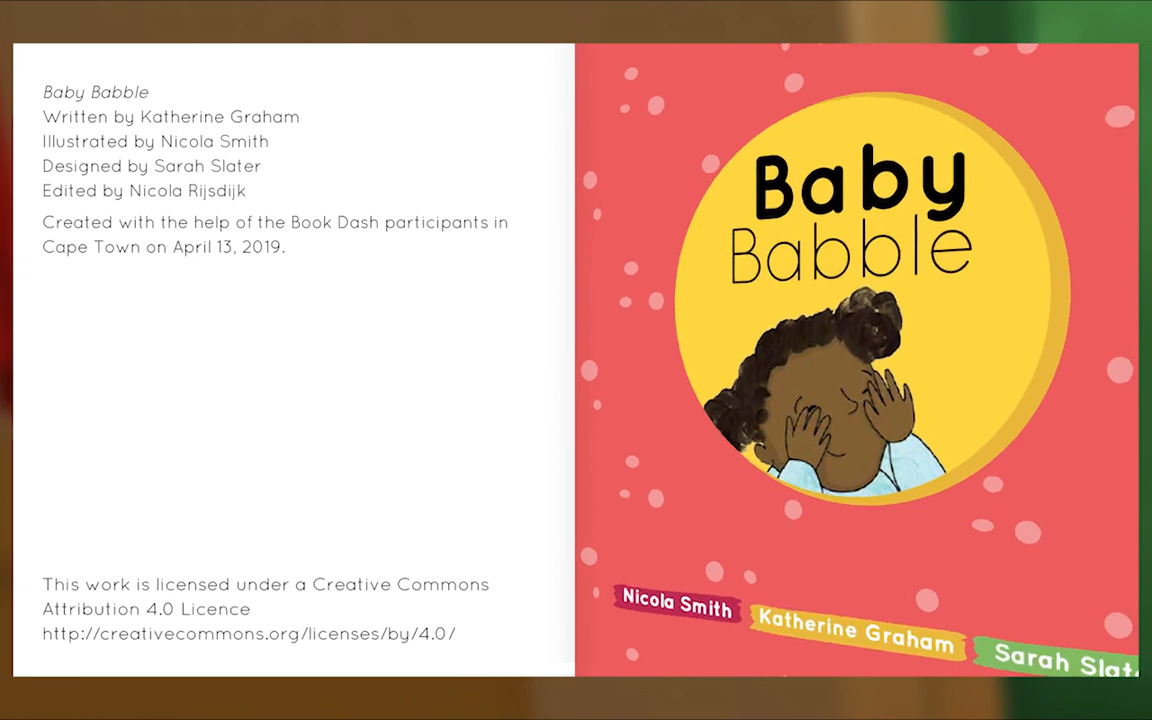 Baby Babble
Written by Katherine Graham
Illustrated by Nicola Smith
Designed by Sarah Slater
Edited by Nicola Rijsdijk
Created with the help of the Book Dash participants in
Cape Town on April 13, 2019.
This work is licensed under a Creative Commons
Attribution 4.0 Licence
http://creativecommons.org/licenses/by/4.0/
Baby
Babble
Nicola Smith
Katherine Graham
Sarah Slate